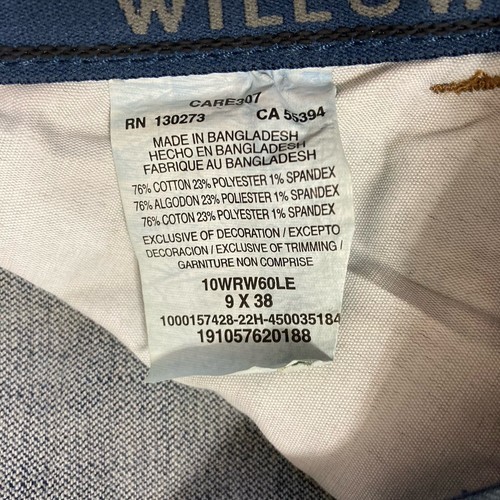 WILLOW
CARE307
RN 130273 CA 56394
MADE IN BANGLADESH
HECHO EN BANGLADESH
FABRIQUE AU BANGLADESH
76% COTTON 23% POLYESTER 1% SPANDEX
76% ALGODON 23% POLIESTER 1% SPANDEX
76% COTON 23% POLYESTER 1% SPANDEX
EXCLUSIVE OF DECORATION / EXCEPTO
DECORACION / EXCLUSIVE OF TRIMMING /
GARNITURE NON COMPRISE
10WRW60LE
9 X 38
1000157428-22H-450035184
191057620188